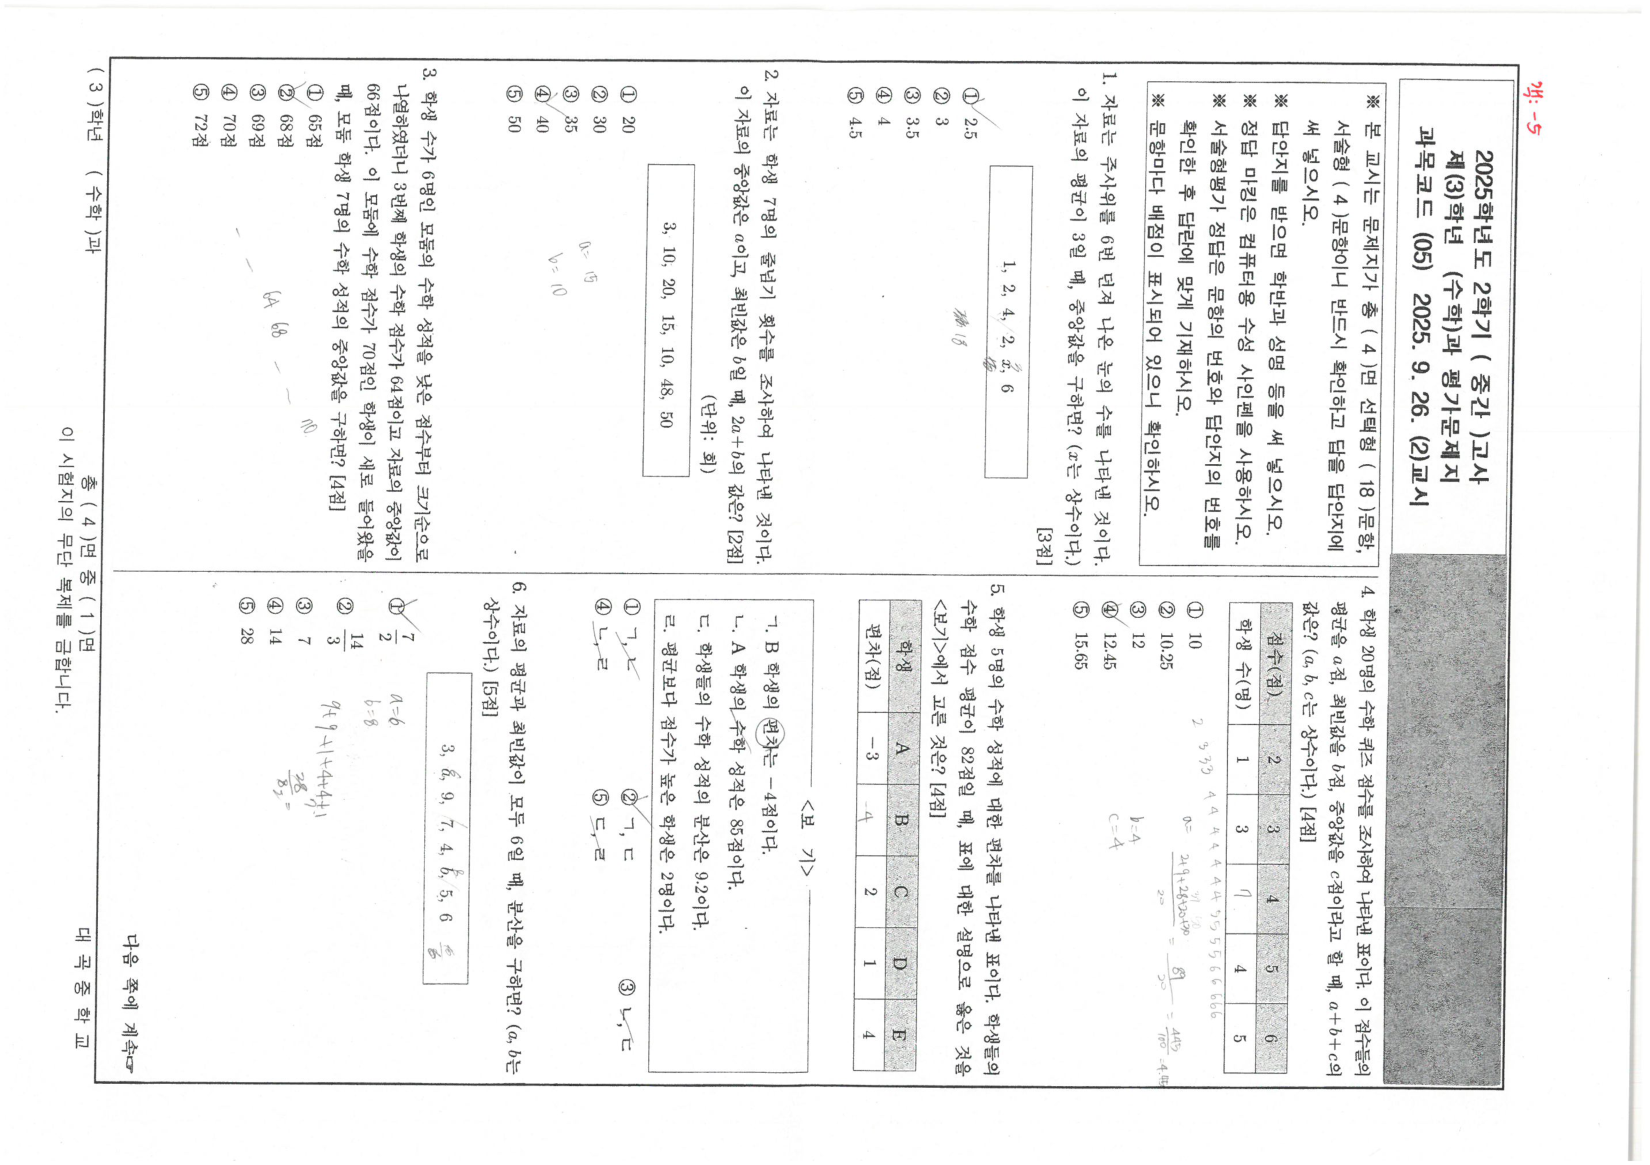 객: -5
2025학년도 2학기 ( 중간 )고사
제(3)학년 (수학)과 평가문제지
과목코드 (05) 2025. 9. 26. (2)교시
※ 본 교시는 문제지가 총 ( 4 )면 선택형 ( 18 )문항,
서술형 ( 4 )문항이니 반드시 확인하고 답을 답안지에
써 넣으시오.
※ 답안지를 받으면 학반과 성명 등을 써 넣으시오.
※ 정답 마킹은 컴퓨터용 수성 사인펜을 사용하시오.
※ 서술형평가 정답은 문항의 번호와 답안지의 번호를
확인한 후 답란에 맞게 기재하시오.
※ 문항마다 배점이 표시되어 있으니 확인하시오.
1. 자료는 주사위를 6번 던져 나온 눈의 수를 나타낸 것이다.
이 자료의 평균이 3일 때, 중앙값을 구하면? (x는 상수이다.)
[3점]
1, 2, 4, 2, x, 6
18
① 2.5
② 3
③ 3.5
④ 4
⑤ 4.5
2. 자료는 학생 7명의 줄넘기 횟수를 조사하여 나타낸 것이다.
이 자료의 중앙값은 a이고, 최빈값은 b일 때, 2a+b의 값은? [2점]
(단위: 회)
3, 10, 20, 15, 10, 48, 50
① 20
② 30
③ 35
④ 40
⑤ 50
a= 15
b= 10
3. 학생 수가 6명인 모둠의 수학 성적을 낮은 점수부터 크기순으로
나열하였더니 3번째 학생의 수학 점수가 64점이고 자료의 중앙값이
66점이다. 이 모둠에 수학 점수가 70점인 학생이 새로 들어왔을
때, 모둠 학생 7명의 수학 성적의 중앙값을 구하면? [4점]
① 65점
② 68점
③ 69점
④ 70점
⑤ 72점
- - 64 68 - - 70
4. 학생 20명의 수학 퀴즈 점수를 조사하여 나타낸 표이다. 이 점수들의
평균을 a점, 최빈값을 b점, 중앙값을 c점이라고 할 때, a+b+c의
값은? (a, b, c는 상수이다.) [4점]
점수(점) 2 3 4 5 6
학생 수(명) 1 3 7 4 5
2 333 4444444 5555 66666
① 10
② 10.25
③ 12
④ 12.45
⑤ 15.65
a= 2+9+28+20+30 / 20 = 89 / 20 = 445 / 100
b=4
c=4
5. 학생 5명의 수학 성적에 대한 편차를 나타낸 표이다. 학생들의
수학 점수 평균이 82점일 때, 표에 대한 설명으로 옳은 것을
<보기>에서 고른 것은? [4점]
학생 A B C D E
편차(점) -3 -4 2 1 4
<보 기>
ㄱ. B 학생의 편차는 -4점이다.
ㄴ. A 학생의 수학 성적은 85점이다.
ㄷ. 학생들의 수학 성적의 분산은 9.2이다.
ㄹ. 평균보다 점수가 높은 학생은 2명이다.
① ㄱ, ㄴ ② ㄱ, ㄷ ③ ㄴ, ㄷ
④ ㄴ, ㄹ ⑤ ㄷ, ㄹ
6. 자료의 평균과 최빈값이 모두 6일 때, 분산을 구하면? (a, b는
상수이다.) [5점]
3, a, 9, 7, 4, b, 5, 6
① 7/2
② 14/3
③ 7
④ 14
⑤ 28
a=6
b=8
9+9+1+4+4+1
28 / 8 =
다음 쪽에 계속☞
( 3 )학년 ( 수학 )과
총 ( 4 )면 중 ( 1 )면
대 곡 중 학 교
이 시험지의 무단 복제를 금합니다.